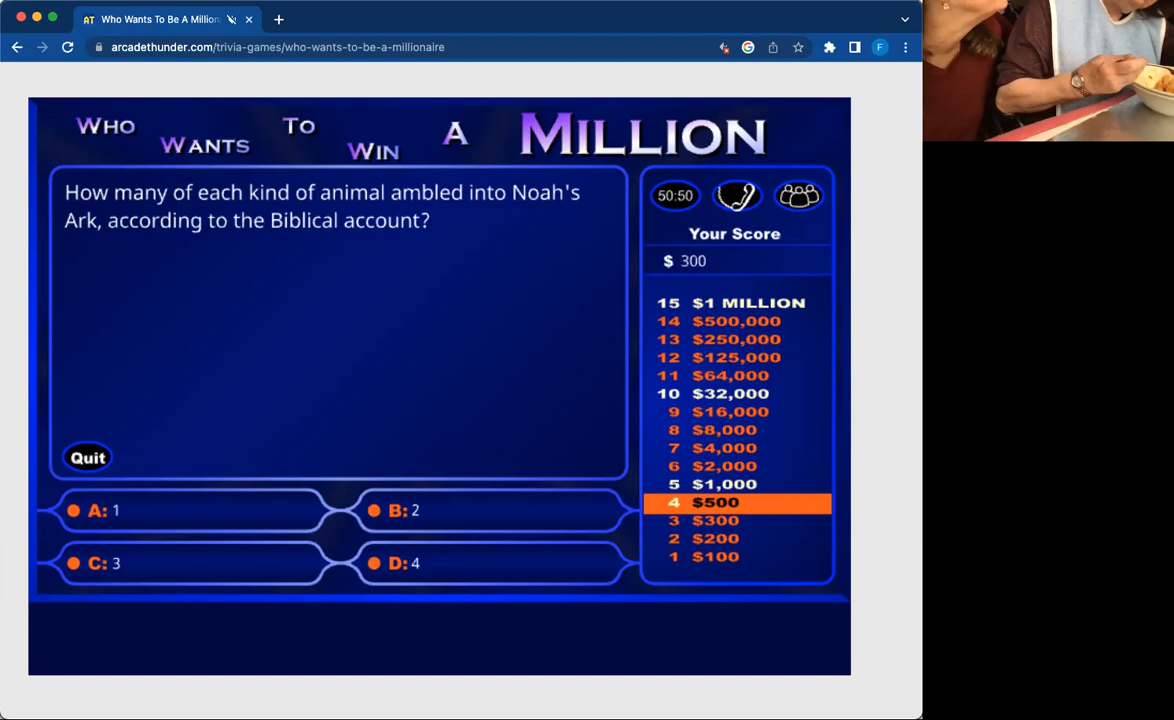 Who Wants To Be A Million
arcadethunder.com/trivia-games/who-wants-to-be-a-millionaire
F
WHO WANTS TO WIN A MILLION
How many of each kind of animal ambled into Noah's
Ark, according to the Biblical account?
Quit
A: 1
B: 2
C: 3
D: 4
50:50
Your Score
$ 300
15 $1 MILLION
14 $500,000
13 $250,000
12 $125,000
11 $64,000
10 $32,000
9 $16,000
8 $8,000
7 $4,000
6 $2,000
5 $1,000
4 $500
3 $300
2 $200
1 $100